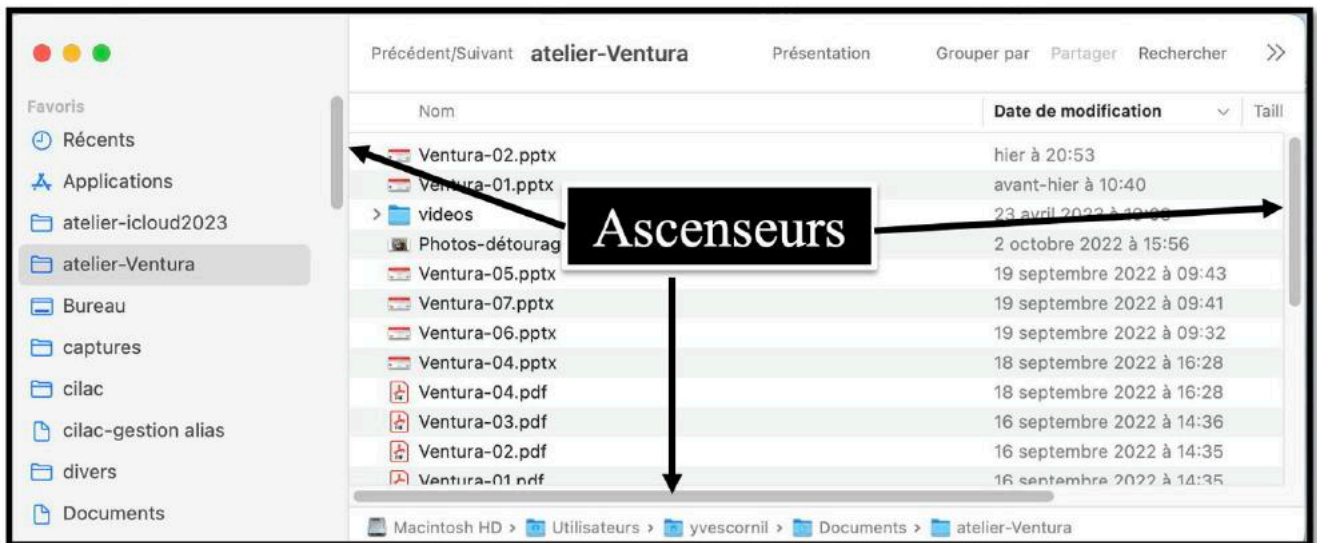 Précédent/Suivant atelier-Ventura Présentation Grouper par Partager Rechercher
Favoris
Récents
Applications
atelier-icloud2023
atelier-Ventura
Bureau
captures
cilac
cilac-gestion alias
divers
Documents
Nom Date de modification Taill
Ventura-02.pptx hier à 20:53
Ventura-01.pptx avant-hier à 10:40
videos 23 avril 2023 à
Photos-détourag 2 octobre 2022 à 15:56
Ventura-05.pptx 19 septembre 2022 à 09:43
Ventura-07.pptx 19 septembre 2022 à 09:41
Ventura-06.pptx 19 septembre 2022 à 09:32
Ventura-04.pptx 18 septembre 2022 à 16:28
Ventura-04.pdf 18 septembre 2022 à 16:28
Ventura-03.pdf 16 septembre 2022 à 14:36
Ventura-02.pdf 16 septembre 2022 à 14:35
Ventura-01.pdf 16 septembre 2022 à 14:35
Ascenseurs
Macintosh HD > Utilisateurs > yvescornil > Documents > atelier-Ventura